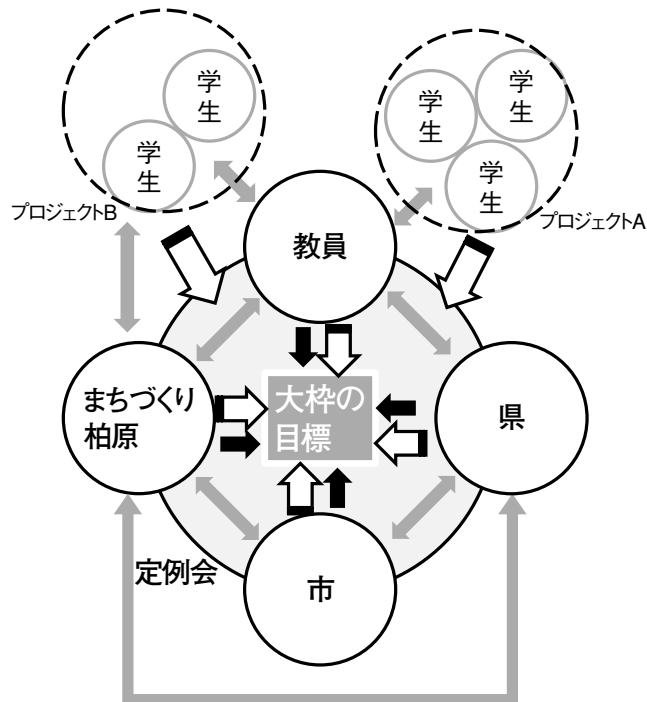 学
生
学
生
プロジェクトB
学
生
学
生
学
生
プロジェクトA
教員
まちづくり
柏原
大枠の
目標
県
定例会
市